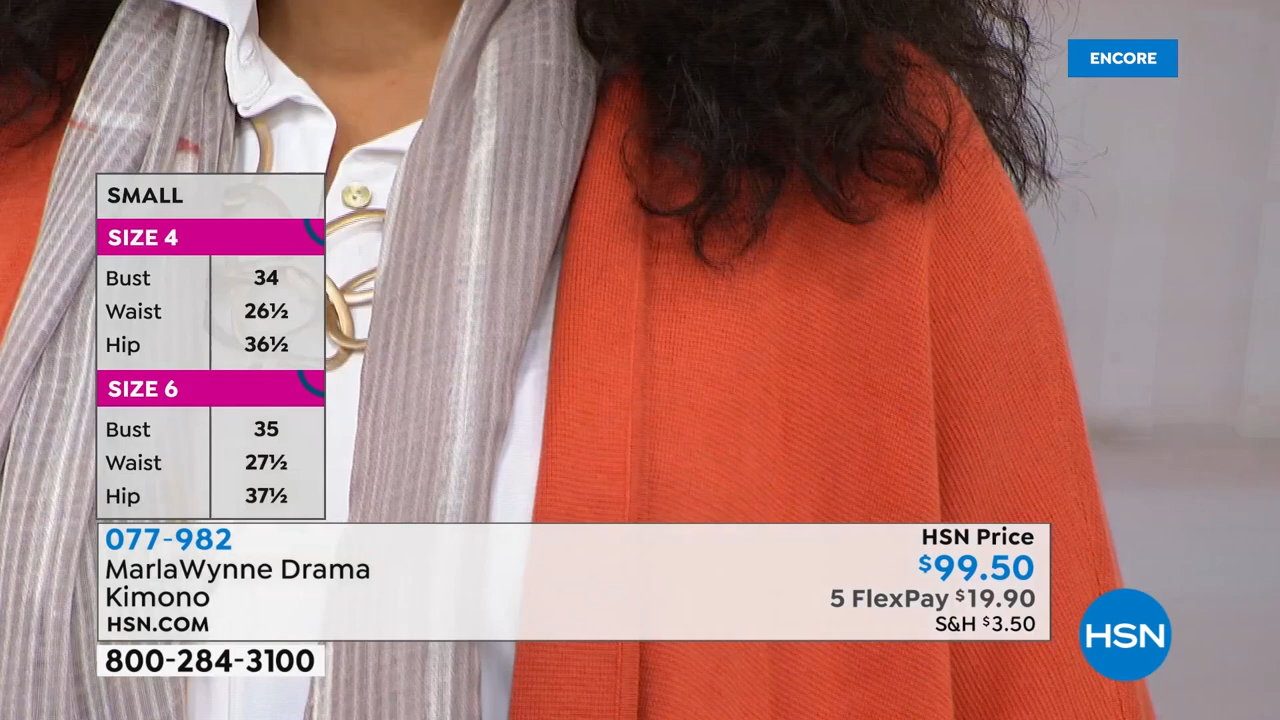 ENCORE
SMALL
SIZE 4
Bust 34
Waist 26½
Hip 36½
SIZE 6
Bust 35
Waist 27½
Hip 37½
077-982
MarlaWynne Drama
Kimono
HSN.COM
HSN Price
$99.50
5 FlexPay $19.90
S&H $3.50
800-284-3100
HSN